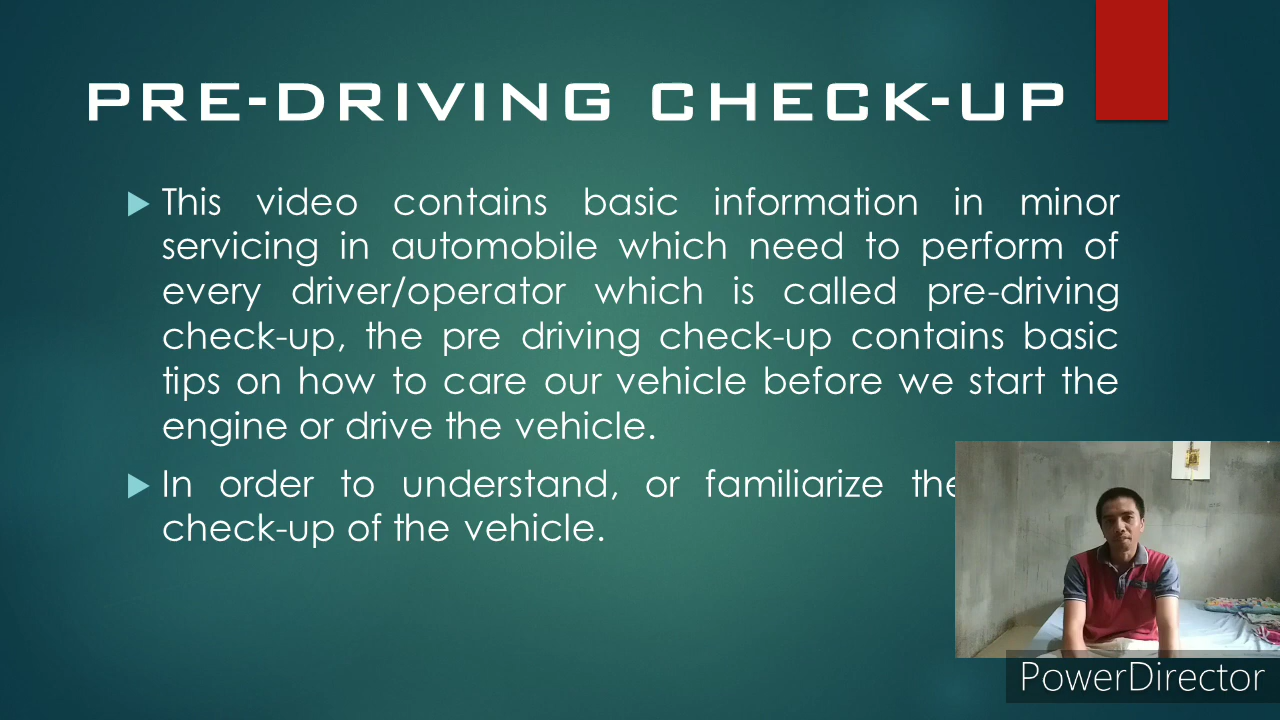 PRE-DRIVING CHECK-UP
This video contains basic information in minor
servicing in automobile which need to perform of
every driver/operator which is called pre-driving
check-up, the pre driving check-up contains basic
tips on how to care our vehicle before we start the
engine or drive the vehicle.
In order to understand, or familiarize
check-up of the vehicle.
PowerDirector